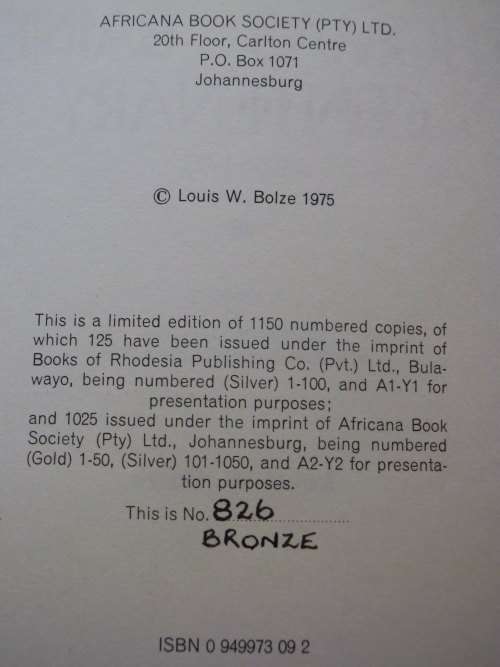 AFRICANA BOOK SOCIETY (PTY) LTD.
20th Floor, Carlton Centre
P.O. Box 1071
Johannesburg
© Louis W. Bolze 1975
This is a limited edition of 1150 numbered copies, of
which 125 have been issued under the imprint of
Books of Rhodesia Publishing Co. (Pvt.) Ltd., Bula-
wayo, being numbered (Silver) 1-100, and A1-Y1 for
presentation purposes;
and 1025 issued under the imprint of Africana Book
Society (Pty) Ltd., Johannesburg, being numbered
(Gold) 1-50, (Silver) 101-1050, and A2-Y2 for presenta-
tion purposes.
This is No. 826
BRONZE
ISBN 0 949973 09 2